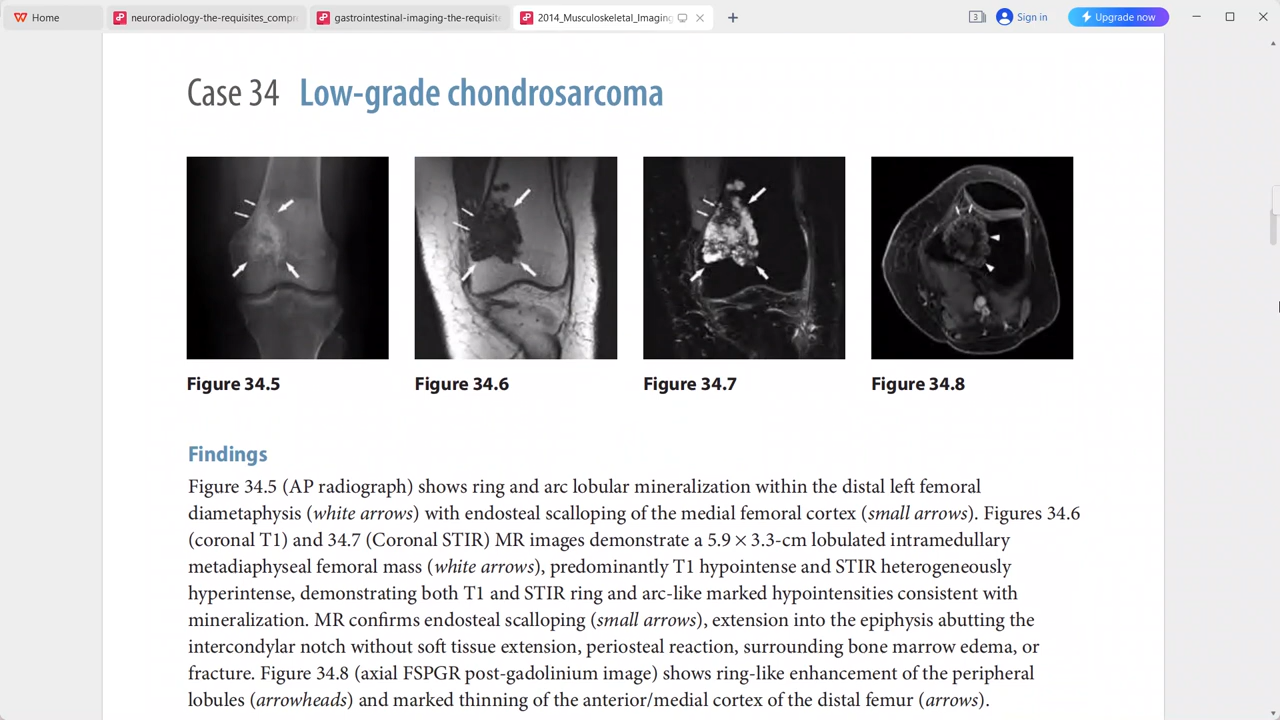 Home
neuroradiology-the-requisites_compr
gastrointestinal-imaging-the-requisite
2014_Musculoskeletal_Imaging
3
Sign in
Upgrade now
Case 34 Low-grade chondrosarcoma
Figure 34.5
Figure 34.6
Figure 34.7
Figure 34.8
Findings
Figure 34.5 (AP radiograph) shows ring and arc lobular mineralization within the distal left femoral
diametaphysis (white arrows) with endosteal scalloping of the medial femoral cortex (small arrows). Figures 34.6
(coronal T1) and 34.7 (Coronal STIR) MR images demonstrate a 5.9 × 3.3-cm lobulated intramedullary
metadiaphyseal femoral mass (white arrows), predominantly T1 hypointense and STIR heterogeneously
hyperintense, demonstrating both T1 and STIR ring and arc-like marked hypointensities consistent with
mineralization. MR confirms endosteal scalloping (small arrows), extension into the epiphysis abutting the
intercondylar notch without soft tissue extension, periosteal reaction, surrounding bone marrow edema, or
fracture. Figure 34.8 (axial FSPGR post-gadolinium image) shows ring-like enhancement of the peripheral
lobules (arrowheads) and marked thinning of the anterior/medial cortex of the distal femur (arrows).